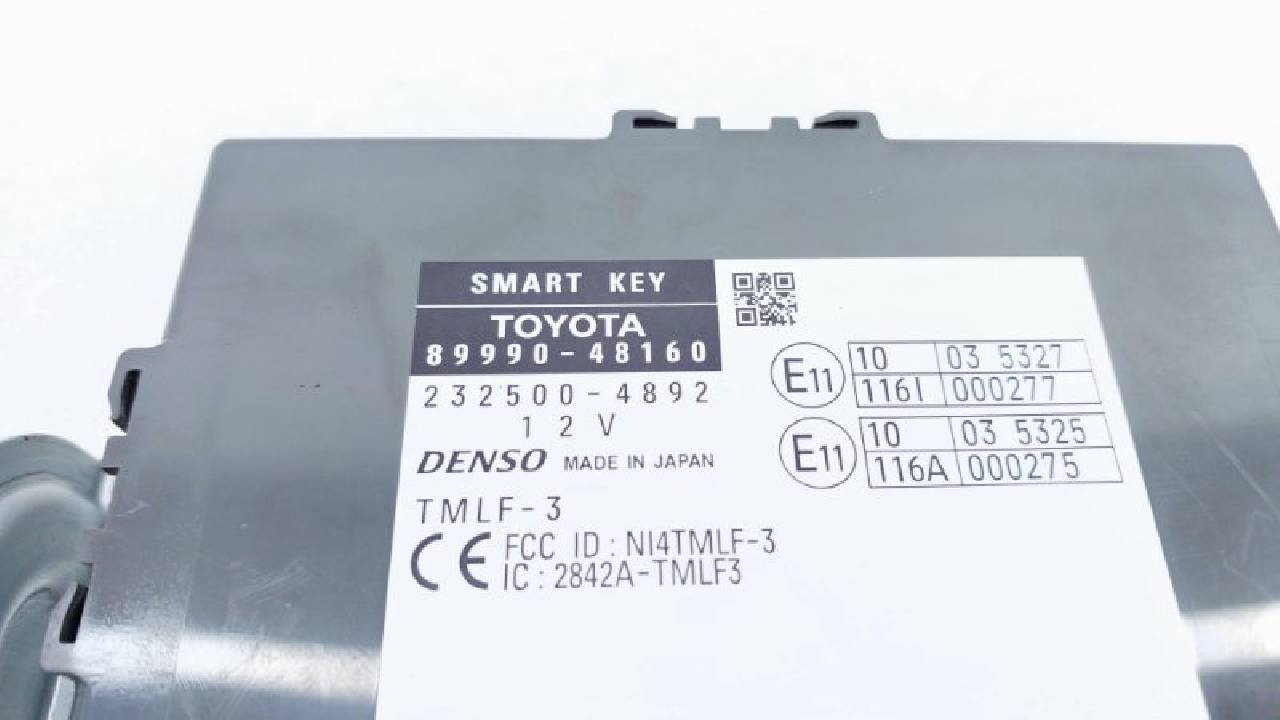 SMART KEY
TOYOTA
89990-48160
232500-4892
12V
DENSO MADE IN JAPAN
TMLF-3
CE FCC ID : NI4TMLF-3
IC : 2842A-TMLF3
E11 10 03 5327
116I 000277
E11 10 03 5325
116A 000275